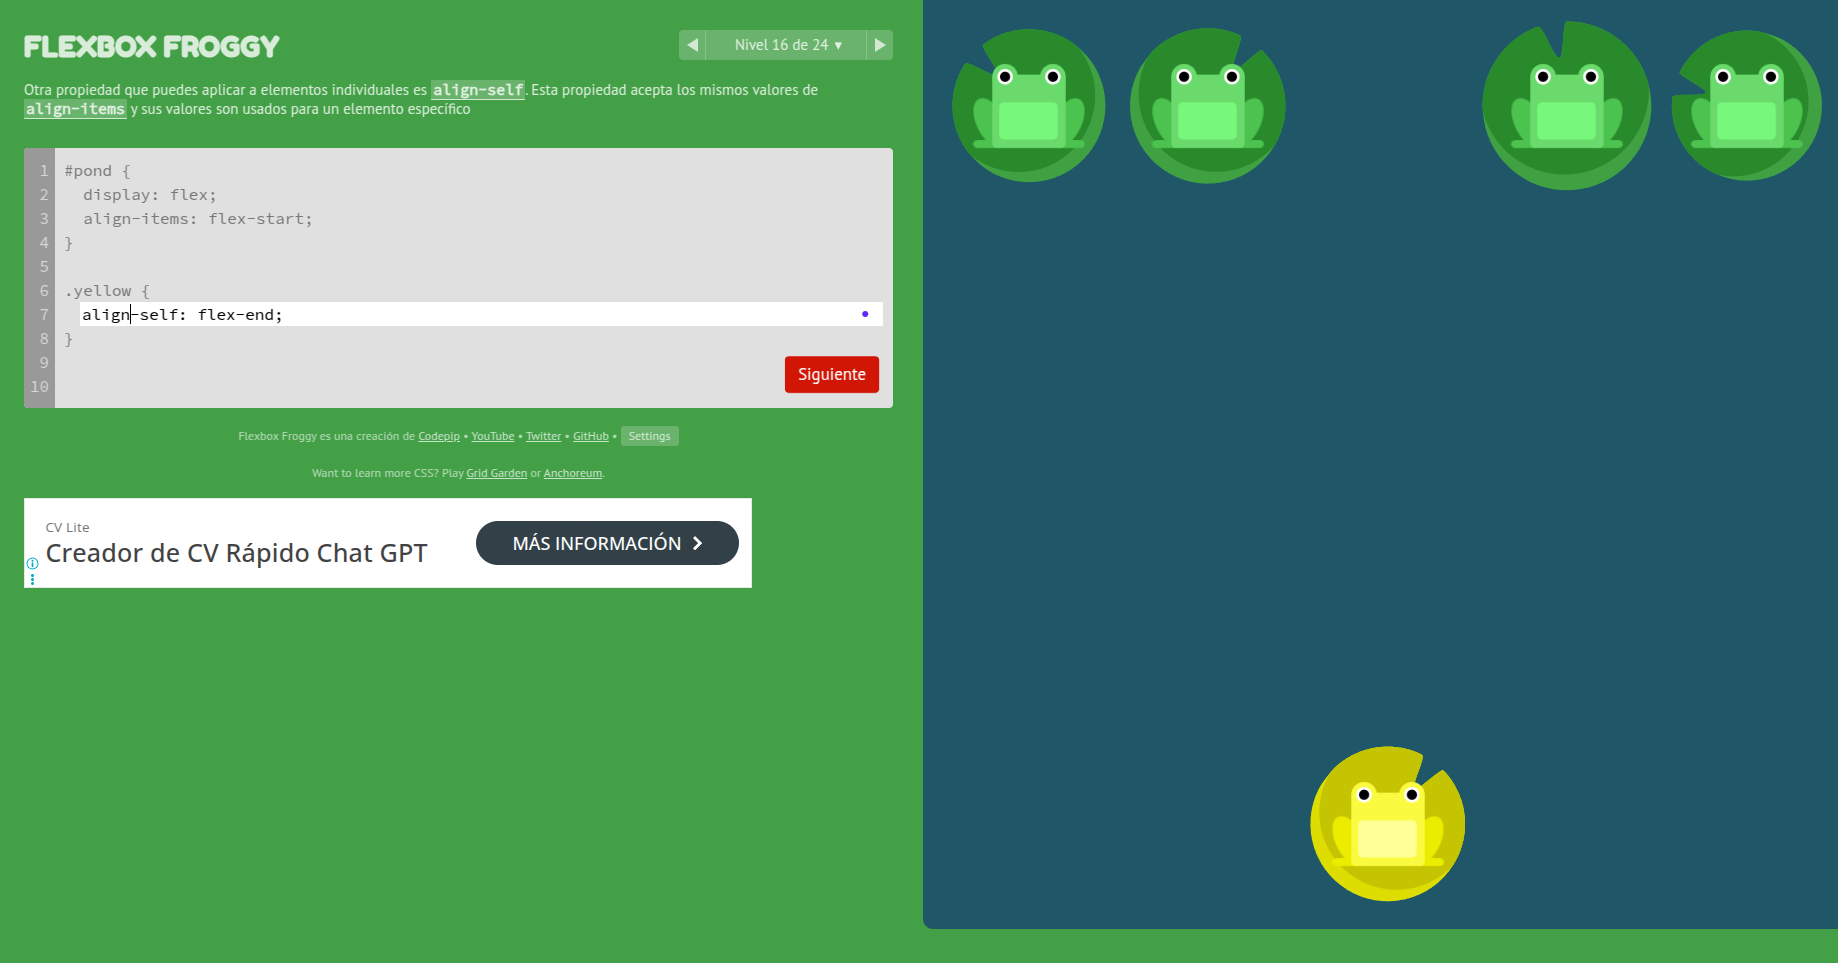 FLEXBOX FROGGY
◀ Nivel 16 de 24 ▾ ▶
Otra propiedad que puedes aplicar a elementos individuales es align-self. Esta propiedad acepta los mismos valores de
align-items y sus valores son usados para un elemento específico
1 #pond {
2 display: flex;
3 align-items: flex-start;
4 }
5
6 .yellow {
7 align-self: flex-end;
8 }
9
10
Siguiente
Flexbox Froggy es una creación de Codepip • YouTube • Twitter • GitHub • Settings
Want to learn more CSS? Play Grid Garden or Anchoreum.
CV Lite
Creador de CV Rápido Chat GPT
MÁS INFORMACIÓN